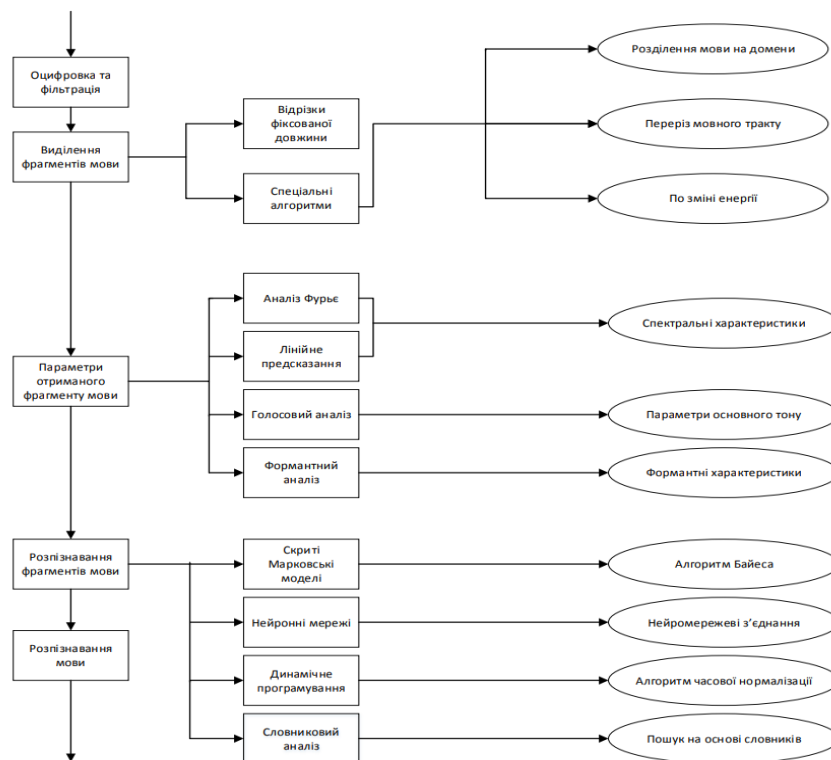 Оцифровка та
фільтрація
Виділення
фрагментів мови
Відрізки
фіксованої
довжини
Спеціальні
алгоритми
Розділення мови на домени
Переріз мовного тракту
По зміні енергії
Параметри
отриманого
фрагменту мови
Аналіз Фурьє
Лінійне
предсказання
Голосовий аналіз
Формантний
аналіз
Спектральні характеристики
Параметри основного тону
Формантні характеристики
Розпізнавання
фрагментів мови
Розпізнавання
мови
Скриті
Марковські
моделі
Нейронні мережі
Динамічне
програмування
Словниковий
аналіз
Алгоритм Байеса
Нейромережеві з’єднання
Алгоритм часової нормалізації
Пошук на основі словників